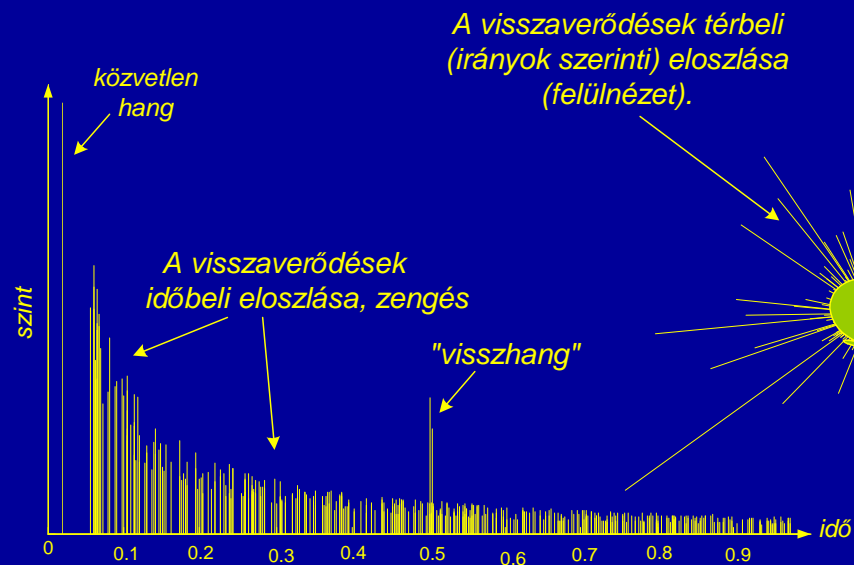 A visszaverődések térbeli
(irányok szerinti) eloszlása
(felülnézet).
közvetlen
hang
A visszaverődések
időbeli eloszlása, zengés
"visszhang"
szint
idő
0
0.1
0.2
0.3
0.4
0.5
0.6
0.7
0.8
0.9